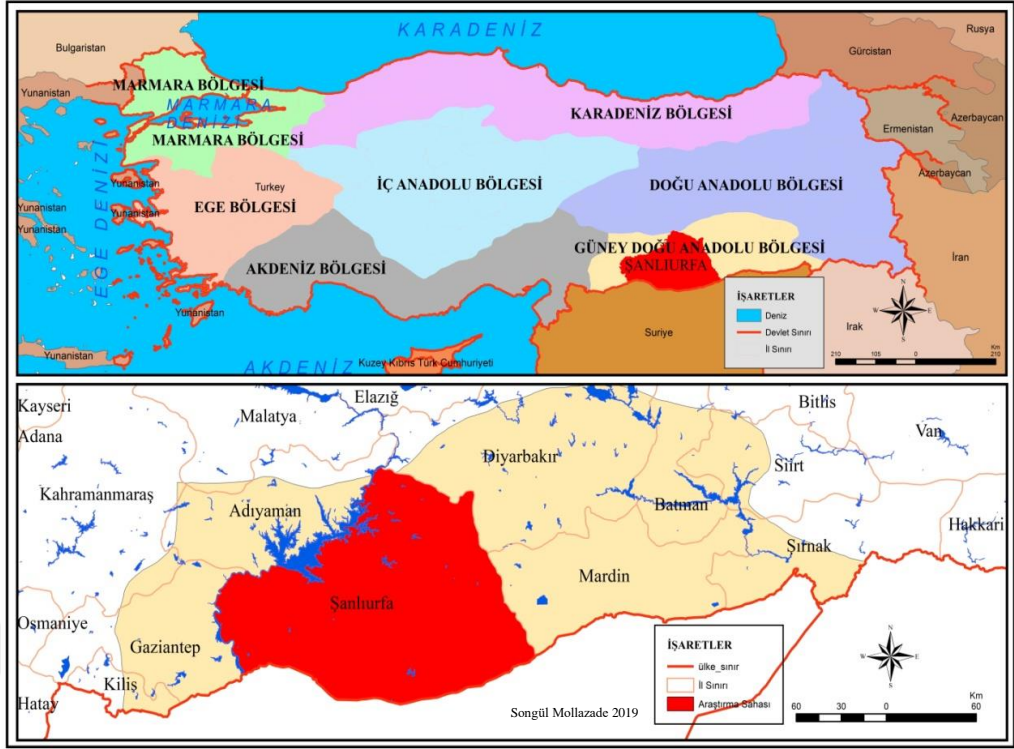 KARADENİZ
Rusya
Bulgaristan
Gürcistan
MARMARA BÖLGESİ
Yunanistan
MARMARA
DENİZİ
KARADENİZ BÖLGESİ
Azerbaycan
Ermenistan
MARMARA BÖLGESİ
Azerbaycan
EGE DENİZİ
Yunanistan
Turkey
İÇ ANADOLU BÖLGESİ
DOĞU ANADOLU BÖLGESİ
Yunanistan
Yunanistan
EGE BÖLGESİ
Yunanistan
GÜNEY DOĞU ANADOLU BÖLGESİ
İran
AKDENİZ BÖLGESİ
ŞANLIURFA
Yunanistan
Suriye
Irak
İŞARETLER
Deniz
Devlet Sınırı
İl Sınırı
N
W
E
S
Km
210
105
0
210
Yunanistan
AKDENİZ
Kuzey Kıbrıs Türk Cumhuriyeti
Kayseri
Malatya
Elazığ
Bitlis
Adana
Van
Diyarbakır
Siirt
Kahramanmaraş
Adıyaman
Batman
Hakkari
Şırnak
Mardin
Şanlıurfa
Osmaniye
Gaziantep
Kiliş
Hatay
İŞARETLER
ülke_sınır
İl Sınırı
Araştırma Sahası
N
W
E
S
Km
60
30
0
60
Songül Mollazade 2019